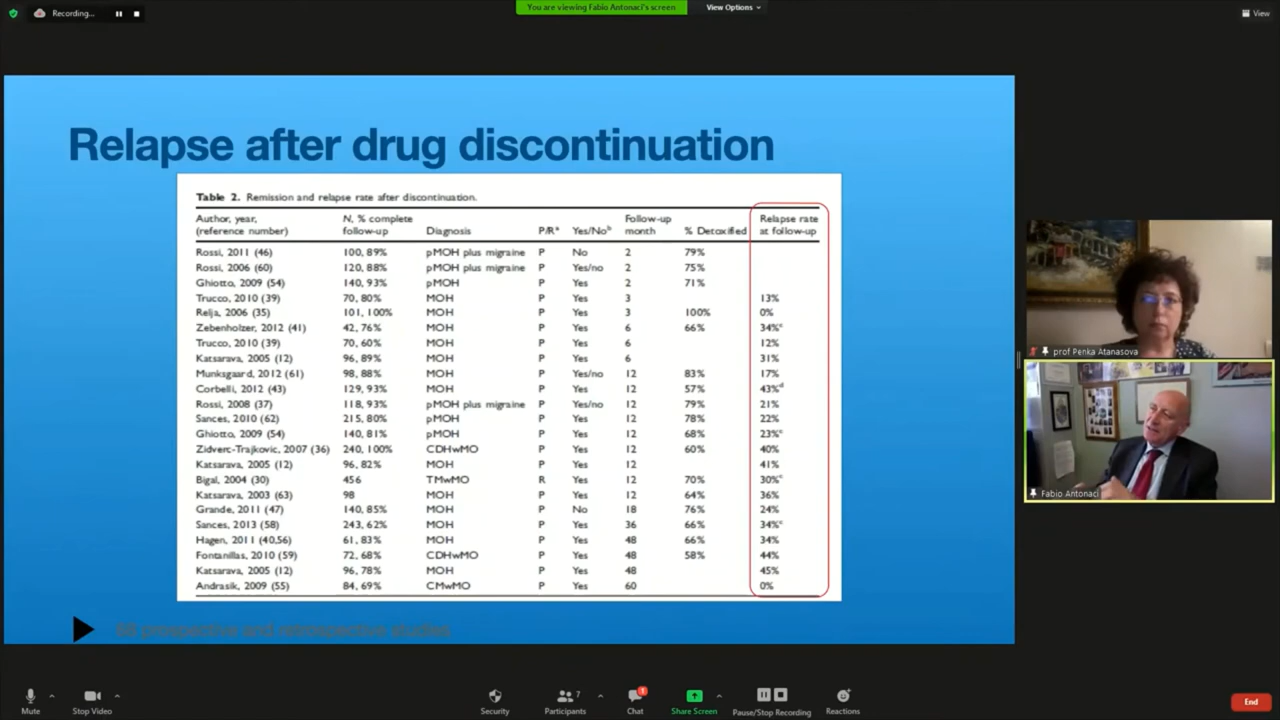 Recording...
You are viewing Fabio Antonaci's screen
View Options
View
Relapse after drug discontinuation
Table 2. Remission and relapse rate after discontinuation.
Author, year, (reference number) N, % complete follow-up Diagnosis P/Rᵃ Yes/Noᵇ Follow-up month % Detoxified Relapse rate at follow-up
Rossi, 2011 (46) 100, 89% pMOH plus migraine P No 2 79%
Rossi, 2006 (60) 120, 88% pMOH plus migraine P Yes/no 2 75%
Ghiotto, 2009 (54) 140, 93% pMOH P Yes 2 71%
Trucco, 2010 (39) 70, 80% MOH P Yes 3 13%
Relja, 2006 (35) 101, 100% MOH P Yes 3 100% 0%
Zebenholzer, 2012 (41) 42, 76% MOH P Yes 6 66% 34%ᶜ
Trucco, 2010 (39) 70, 60% MOH P Yes 6 12%
Katsarava, 2005 (12) 96, 89% MOH P Yes 6 31%
Munksgaard, 2012 (61) 98, 88% MOH P Yes/no 12 83% 17%
Corbelli, 2012 (43) 129, 93% MOH P Yes 12 57% 43%ᵈ
Rossi, 2008 (37) 118, 93% pMOH plus migraine P Yes/no 12 79% 21%
Sances, 2010 (62) 215, 80% pMOH P Yes 12 78% 22%
Ghiotto, 2009 (54) 140, 81% pMOH P Yes 12 68% 23%ᶜ
Zidverc-Trajkovic, 2007 (36) 240, 100% CDHwMO P Yes 12 60% 40%
Katsarava, 2005 (12) 96, 82% MOH P Yes 12 41%
Bigal, 2004 (30) 456 TMwMO R Yes 12 70% 30%ᶜ
Katsarava, 2003 (63) 98 MOH P Yes 12 64% 36%
Grande, 2011 (47) 140, 85% MOH P No 18 76% 24%
Sances, 2013 (58) 243, 62% MOH P Yes 36 66% 34%ᶜ
Hagen, 2011 (40,56) 61, 83% MOH P Yes 48 66% 34%
Fontanillas, 2010 (59) 72, 68% CDHwMO P Yes 48 58% 44%
Katsarava, 2005 (12) 96, 78% MOH P Yes 48 45%
Andrasik, 2009 (55) 84, 69% CMwMO P Yes 60 0%
prospective and retrospective studies
prof Penka Atanasova
Fabio Antonaci
Mute
Stop Video
Security
Participants 7
Chat 1
Share Screen
Pause/Stop Recording
Reactions
End